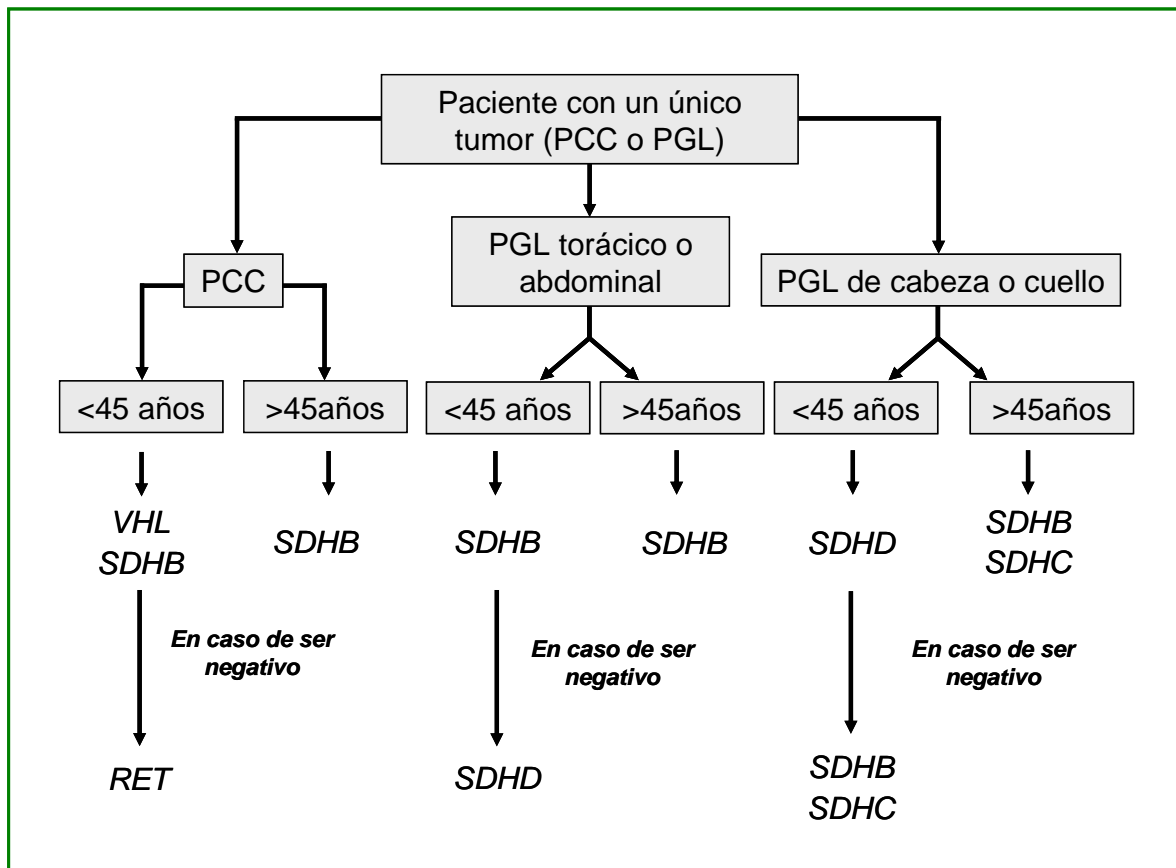 Paciente con un único
tumor (PCC o PGL)
PCC
PGL torácico o
abdominal
PGL de cabeza o cuello
<45 años
>45años
<45 años
>45años
<45 años
>45años
VHL
SDHB
SDHB
SDHB
SDHB
SDHD
SDHB
SDHC
En caso de ser
negativo
En caso de ser
negativo
En caso de ser
negativo
RET
SDHD
SDHB
SDHC